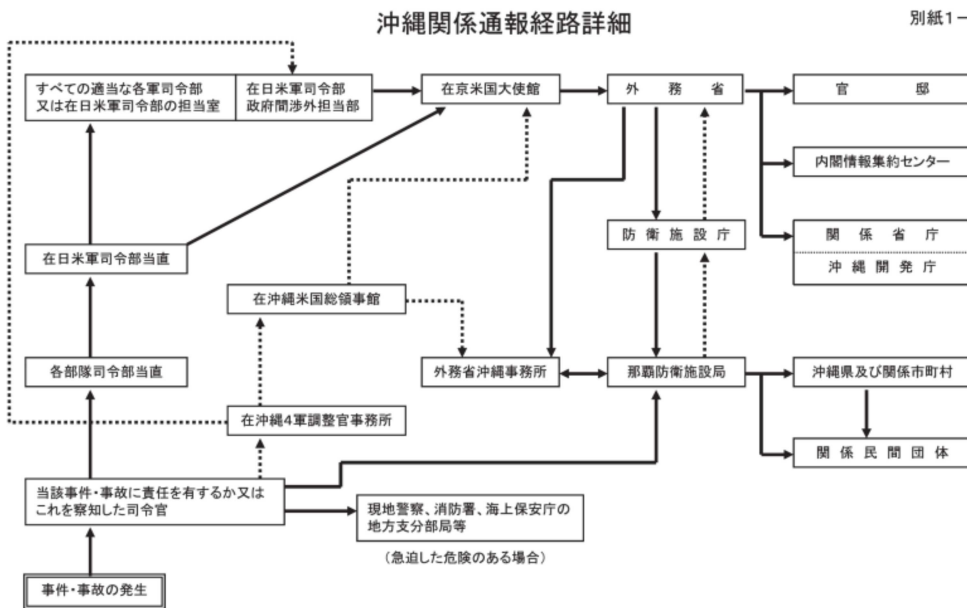 沖縄関係通報経路詳細
別紙1-
すべての適当な各軍司令部
又は在日米軍司令部の担当室
在日米軍司令部
政府間渉外担当部
在京米国大使館
外務省
官邸
内閣情報集約センター
関係省庁
沖縄開発庁
防衛施設庁
在日米軍司令部当直
在沖縄米国総領事館
各部隊司令部当直
外務省沖縄事務所
那覇防衛施設局
沖縄県及び関係市町村
在沖縄4軍調整官事務所
関係民間団体
当該事件・事故に責任を有するか又は
これを察知した司令官
現地警察、消防署、海上保安庁の
地方支分部局等
(急迫した危険のある場合)
事件・事故の発生